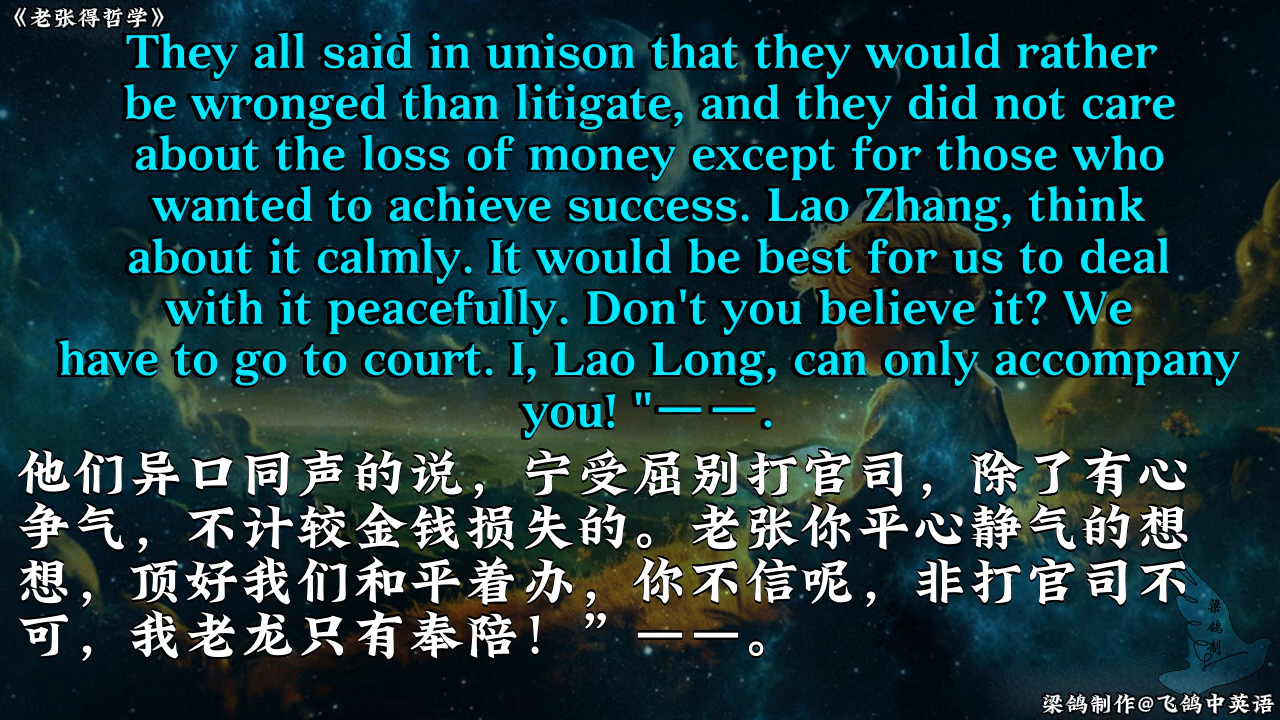 《老张得哲学》
They all said in unison that they would rather
be wronged than litigate, and they did not care
about the loss of money except for those who
wanted to achieve success. Lao Zhang, think
about it calmly. It would be best for us to deal
with it peacefully. Don't you believe it? We
have to go to court. I, Lao Long, can only accompany
you! "——.
他们异口同声的说，宁受屈别打官司，除了有心
争气，不计较金钱损失的。老张你平心静气的想
想，顶好我们和平着办，你不信呢，非打官司不
可，我老龙只有奉陪！”——。
梁
鸽
制
梁鸽制作@飞鸽中英语